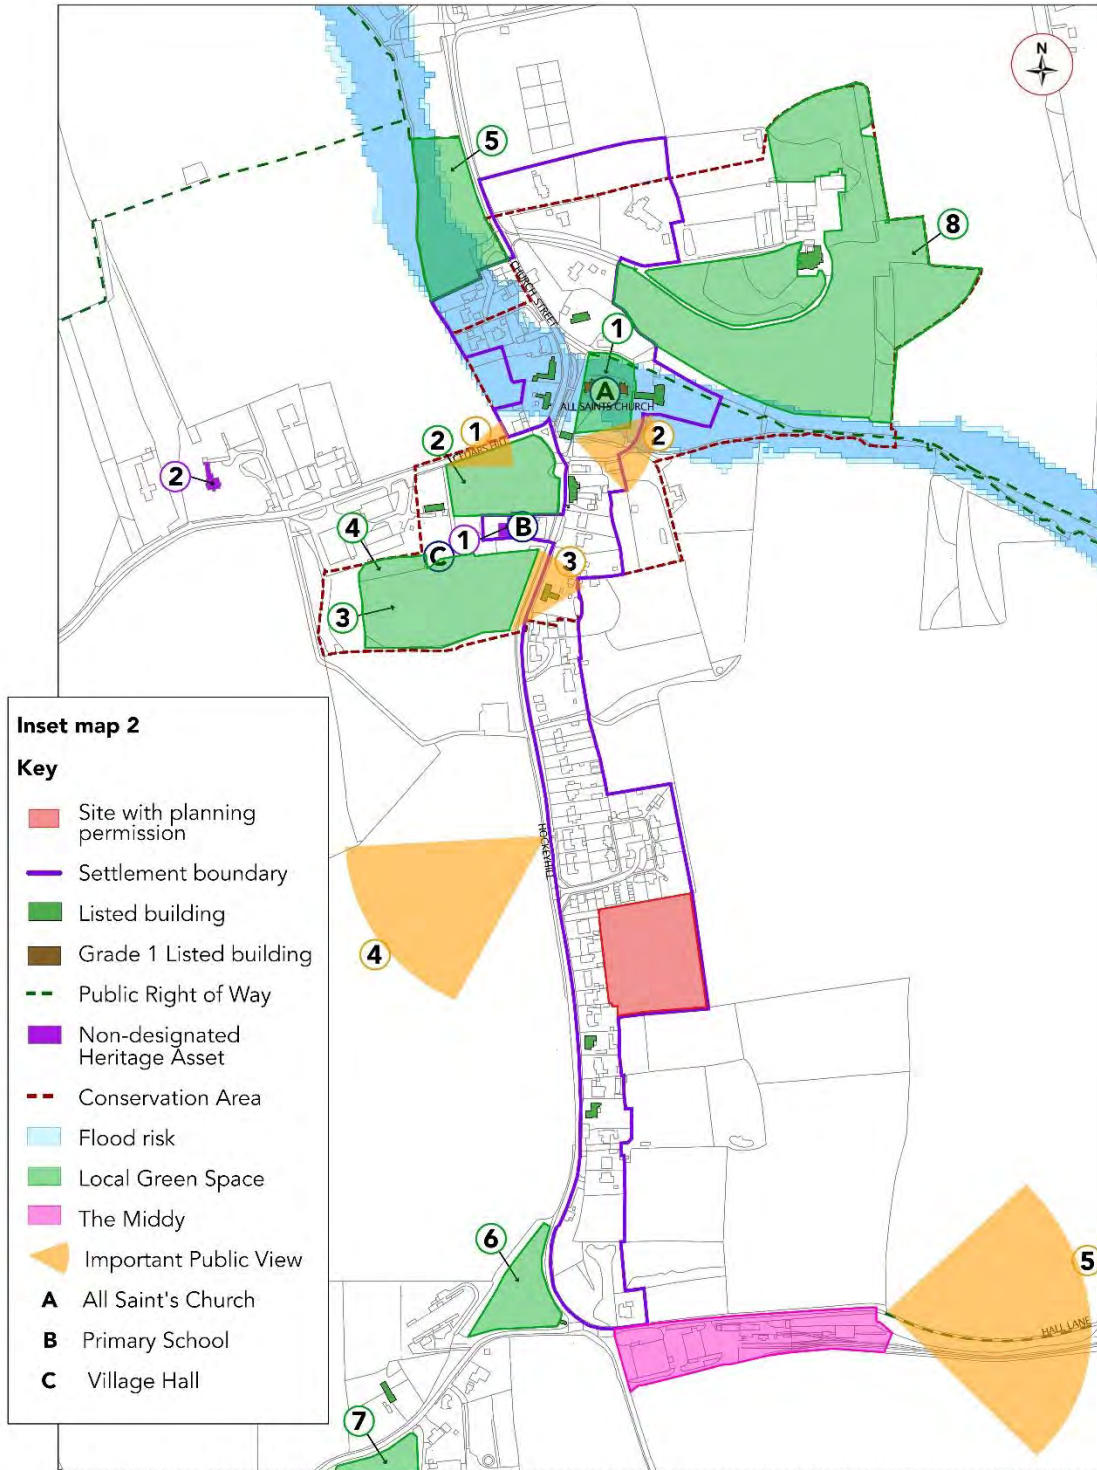 N
5
8
CHURCH STREET
1
A
ALL SAINTS CHURCH
1
2
2
CEDARS HILL
2
4
1
B
C
3
3
HOCKEYHILL
4
6
5
HALL LANE
7
Inset map 2
Key
Site with planning
permission
Settlement boundary
Listed building
Grade 1 Listed building
Public Right of Way
Non-designated
Heritage Asset
Conservation Area
Flood risk
Local Green Space
The Middy
Important Public View
A All Saint's Church
B Primary School
C Village Hall